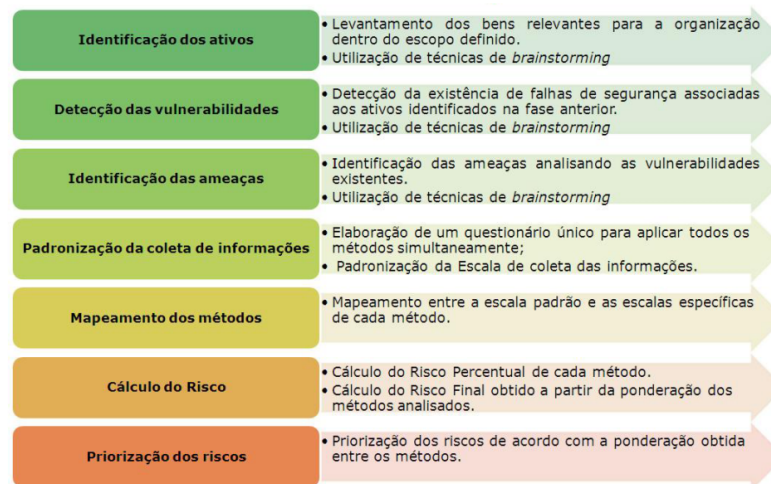 Identificação dos ativos
• Levantamento dos bens relevantes para a organização
dentro do escopo definido.
• Utilização de técnicas de brainstorming
Detecção das vulnerabilidades
• Detecção da existência de falhas de segurança associadas
aos ativos identificados na fase anterior.
• Utilização de técnicas de brainstorming
Identificação das ameaças
• Identificação das ameaças analisando as vulnerabilidades
existentes.
• Utilização de técnicas de brainstorming
Padronização da coleta de informações
• Elaboração de um questionário único para aplicar todos os
métodos simultaneamente;
• Padronização da Escala de coleta das informações.
Mapeamento dos métodos
• Mapeamento entre a escala padrão e as escalas específicas
de cada método.
Cálculo do Risco
• Cálculo do Risco Percentual de cada método.
• Cálculo do Risco Final obtido a partir da ponderação dos
métodos analisados.
Priorização dos riscos
• Priorização dos riscos de acordo com a ponderação obtida
entre os métodos.